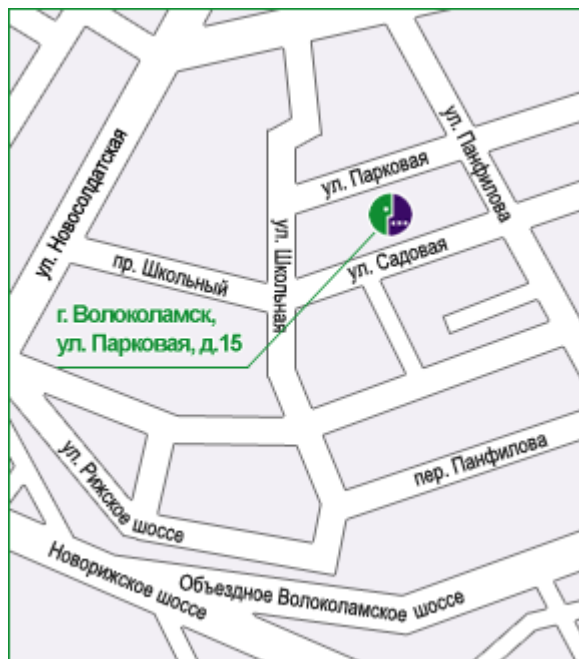 ул. Новосолдатская
ул. Панфилова
ул. Парковая
ул. Школьная
ул. Садовая
пр. Школьный
г. Волоколамск,
ул. Парковая, д.15
пер. Панфилова
ул. Рижское шоссе
Новорижское шоссе
Объездное Волоколамское шоссе